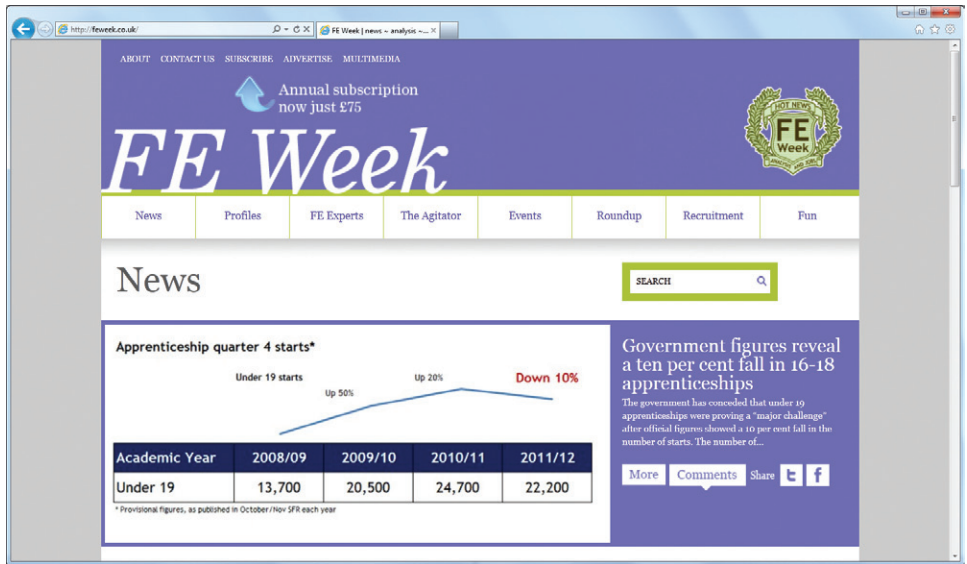 http://feweek.co.uk/
FE Week | news ~ analysis ~...
ABOUT CONTACT US SUBSCRIBE ADVERTISE MULTIMEDIA
Annual subscription
now just £75
FE Week
HOT NEWS
FE
Week
ANALYSIS AND JOBS
News Profiles FE Experts The Agitator Events Roundup Recruitment Fun
News
SEARCH
Apprenticeship quarter 4 starts*
Under 19 starts
Up 50%
Up 20%
Down 10%
Academic Year 2008/09 2009/10 2010/11 2011/12
Under 19 13,700 20,500 24,700 22,200
* Provisional figures, as published in October/Nov SFR each year
Government figures reveal
a ten per cent fall in 16-18
apprenticeships
The government has conceded that under 19
apprenticeships were proving a "major challenge"
after official figures showed a 10 per cent fall in the
number of starts. The number of...
More Comments Share t f